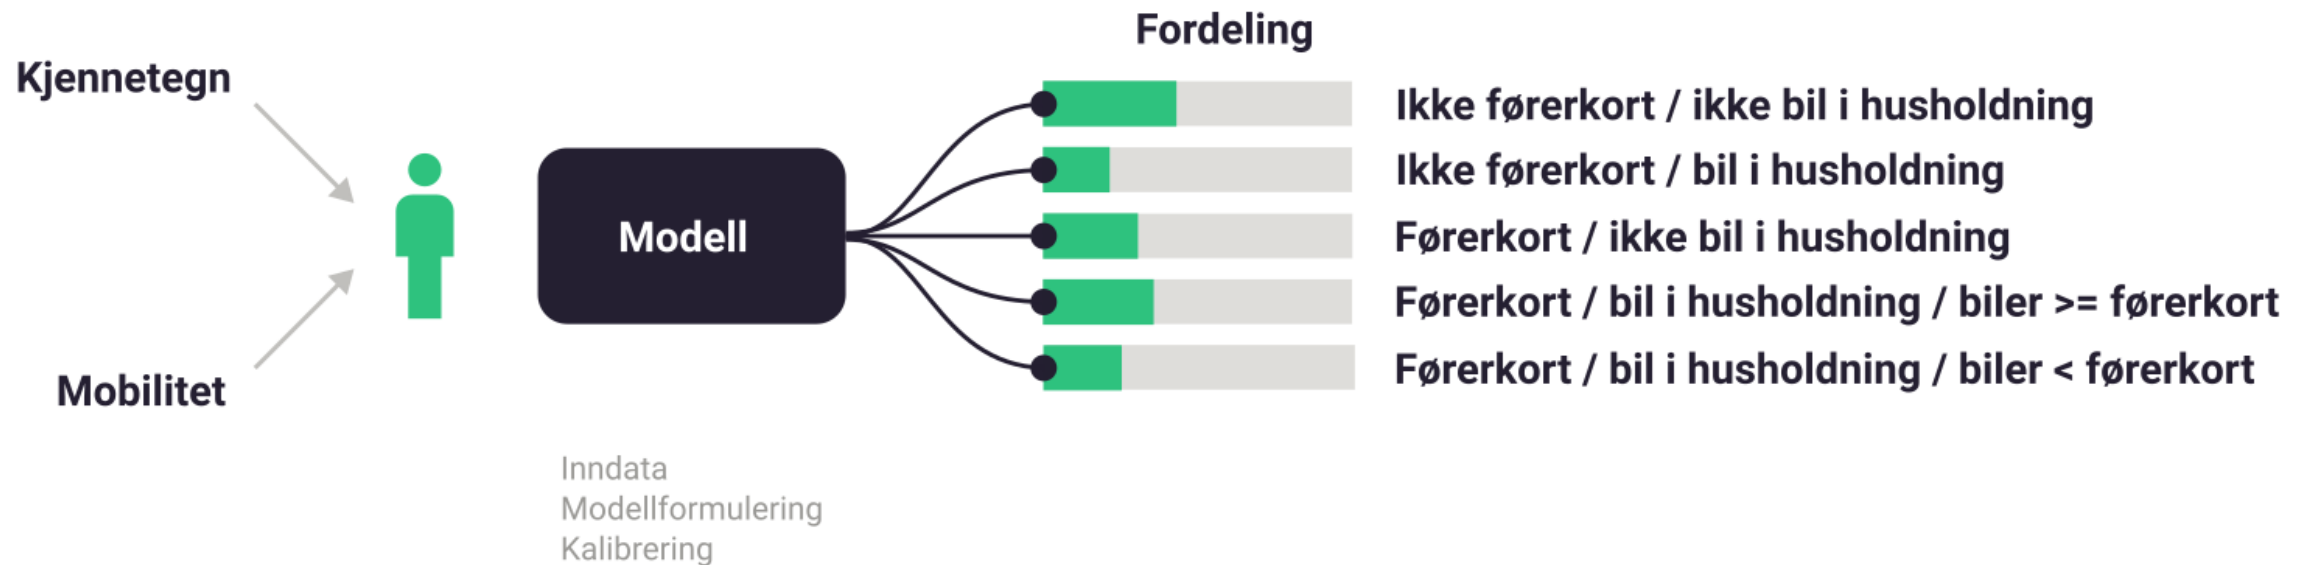 Fordeling
Kjennetegn
Mobilitet
Modell
Inndata
Modellformulering
Kalibrering
Ikke førerkort / ikke bil i husholdning
Ikke førerkort / bil i husholdning
Førerkort / ikke bil i husholdning
Førerkort / bil i husholdning / biler >= førerkort
Førerkort / bil i husholdning / biler < førerkort